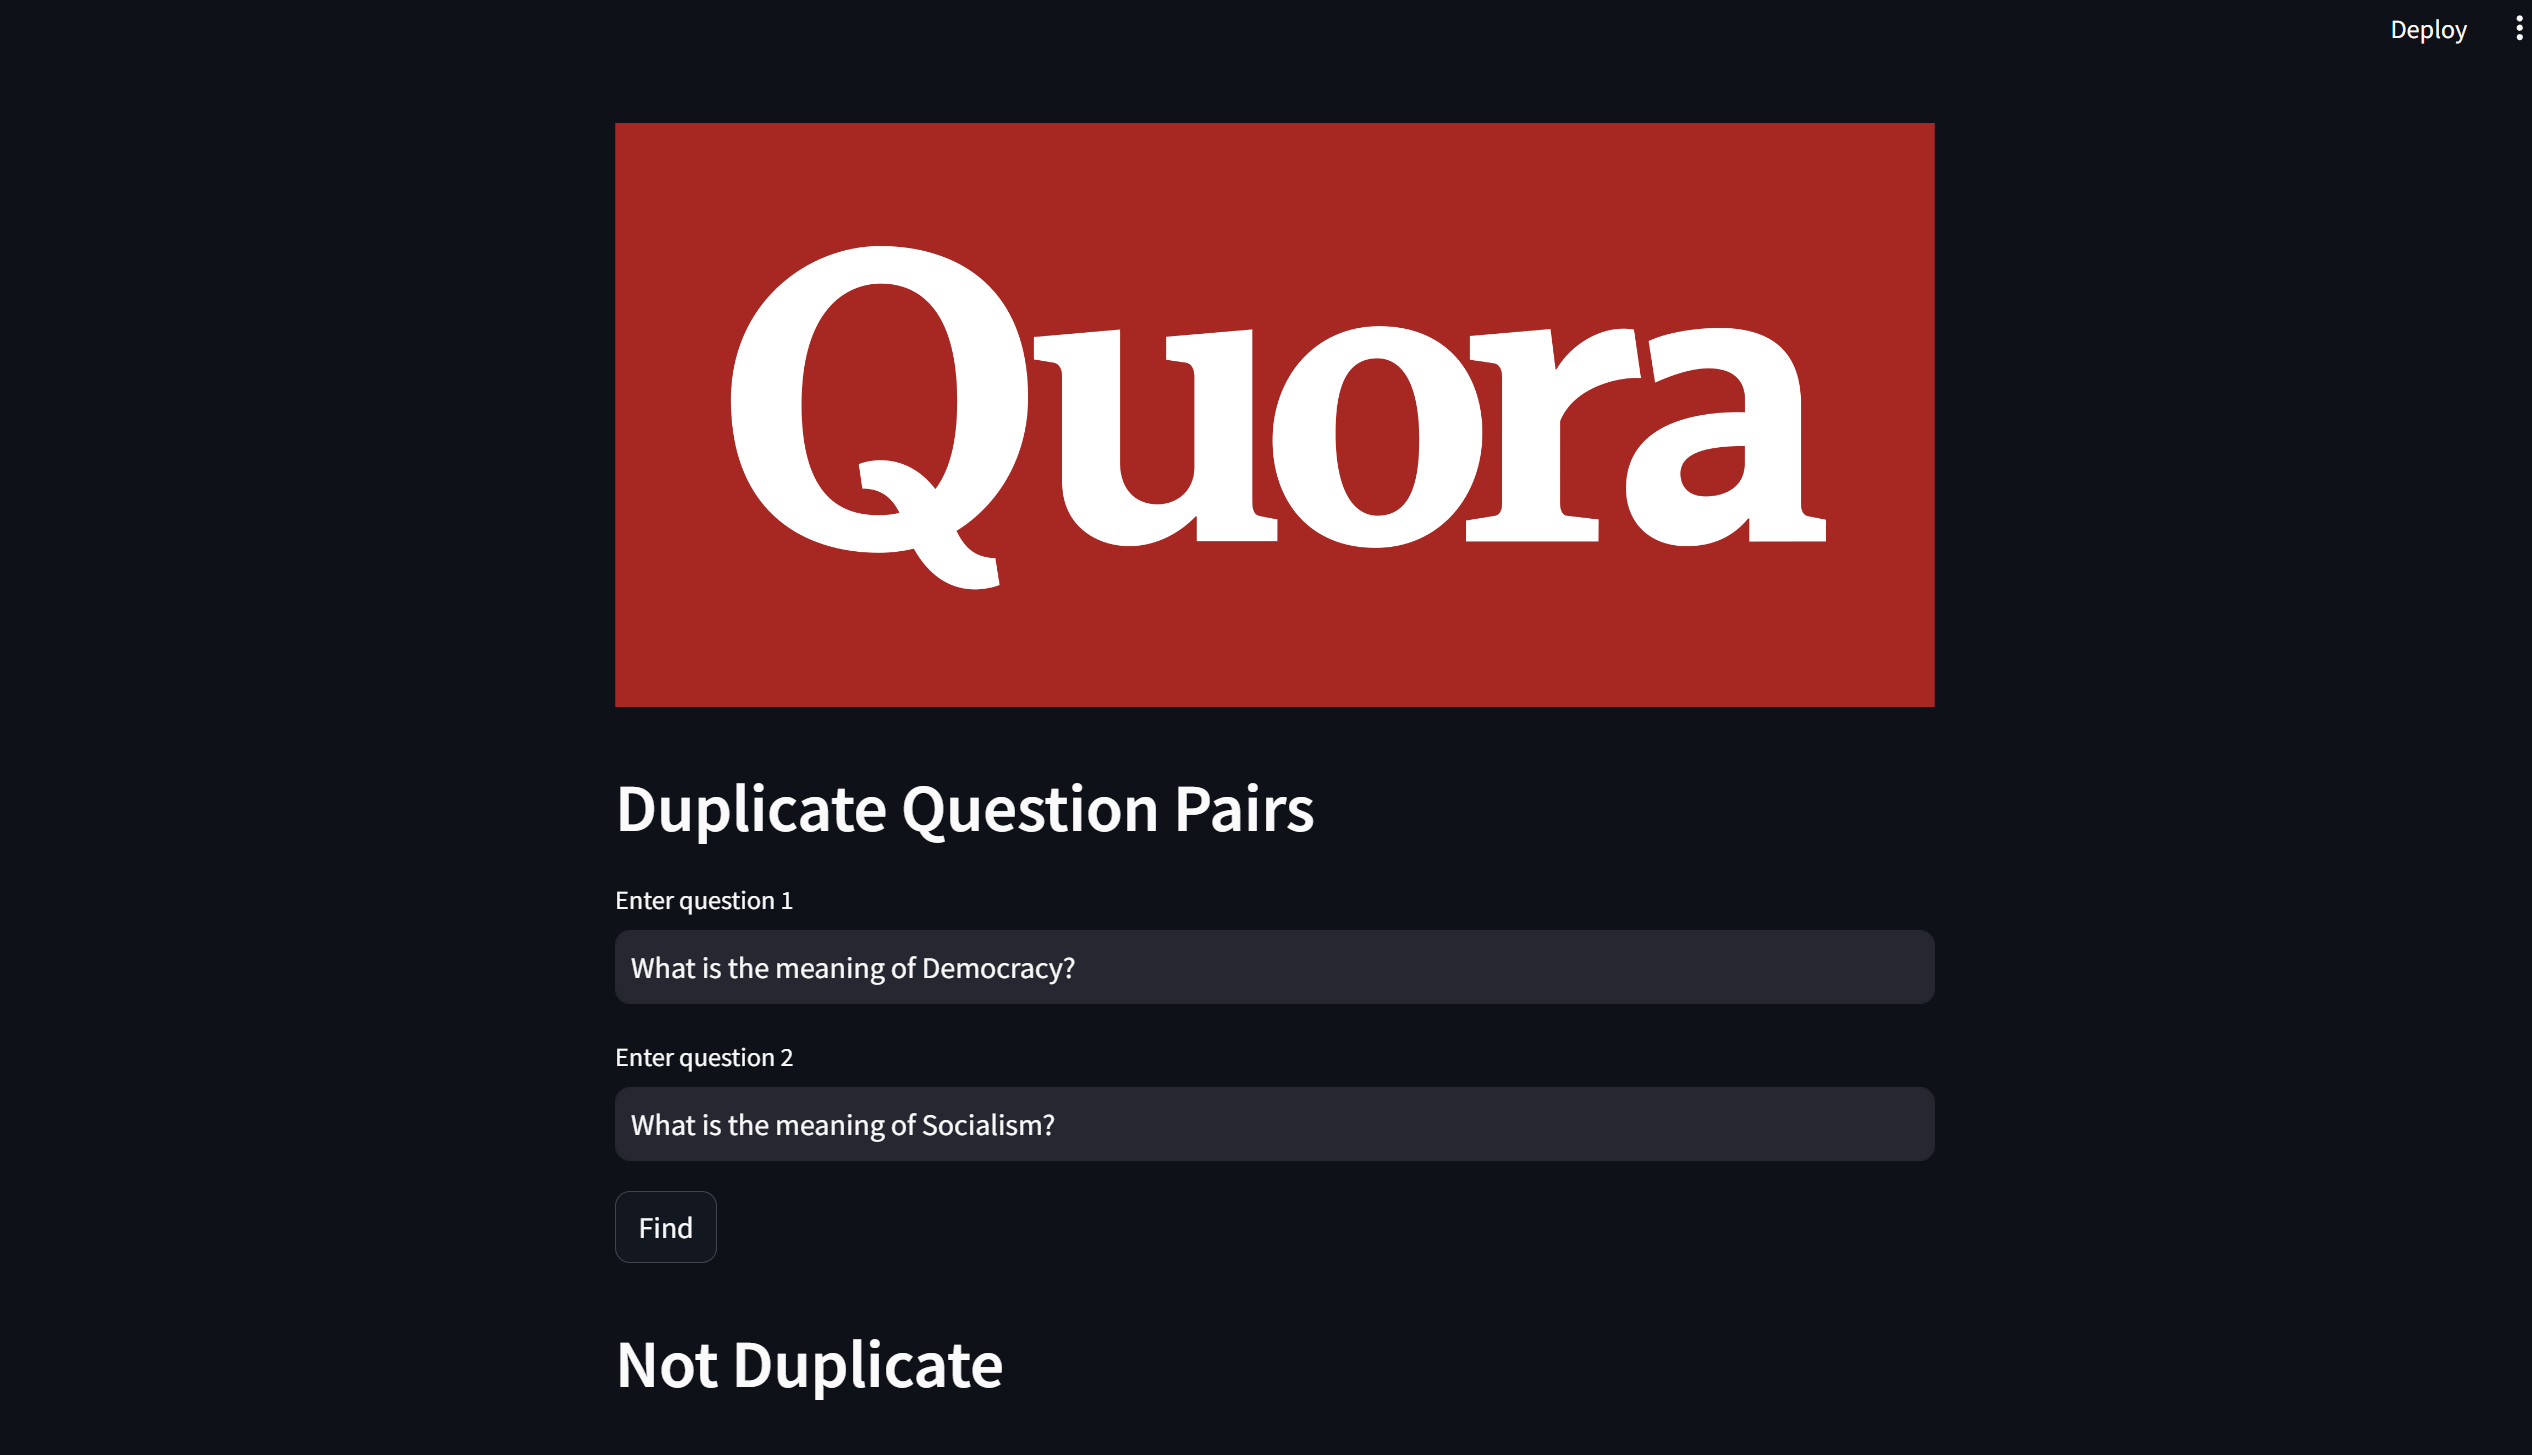 Deploy
Quora
Duplicate Question Pairs
Enter question 1
What is the meaning of Democracy?
Enter question 2
What is the meaning of Socialism?
Find
Not Duplicate